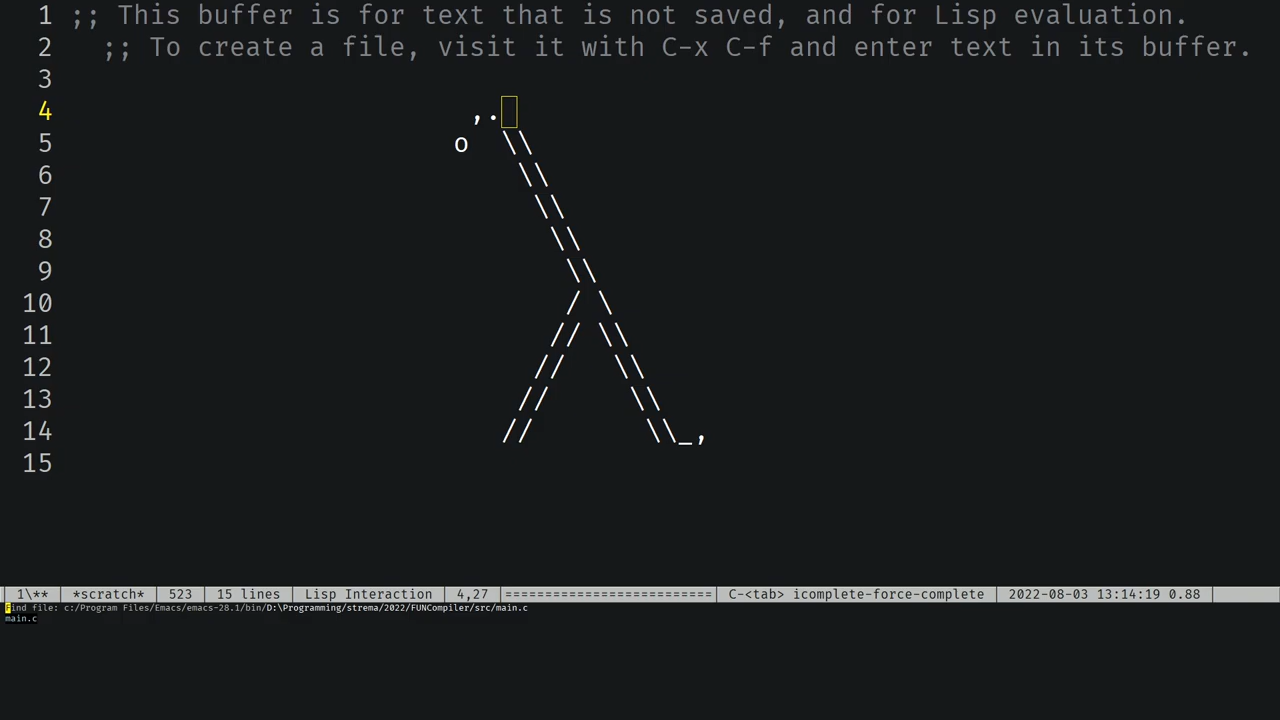 1 ;; This buffer is for text that is not saved, and for Lisp evaluation.
2   ;; To create a file, visit it with C-x C-f and enter text in its buffer.
3
4                          ,.
5                         o  \\
6                             \\
7                              \\
8                               \\
9                                \\
10                               / \
11                              // \\
12                             //   \\
13                            //     \\
14                           //       \\_,
15
1\** | *scratch* | 523 | 15 lines | Lisp Interaction | 4,27 |==========================| C-<tab> icomplete-force-complete | 2022-08-03 13:14:19 0.88 |
Find file: c:/Program Files/Emacs/emacs-28.1/bin/D:\Programming/strema/2022/FUNCompiler/src/main.c
main.c